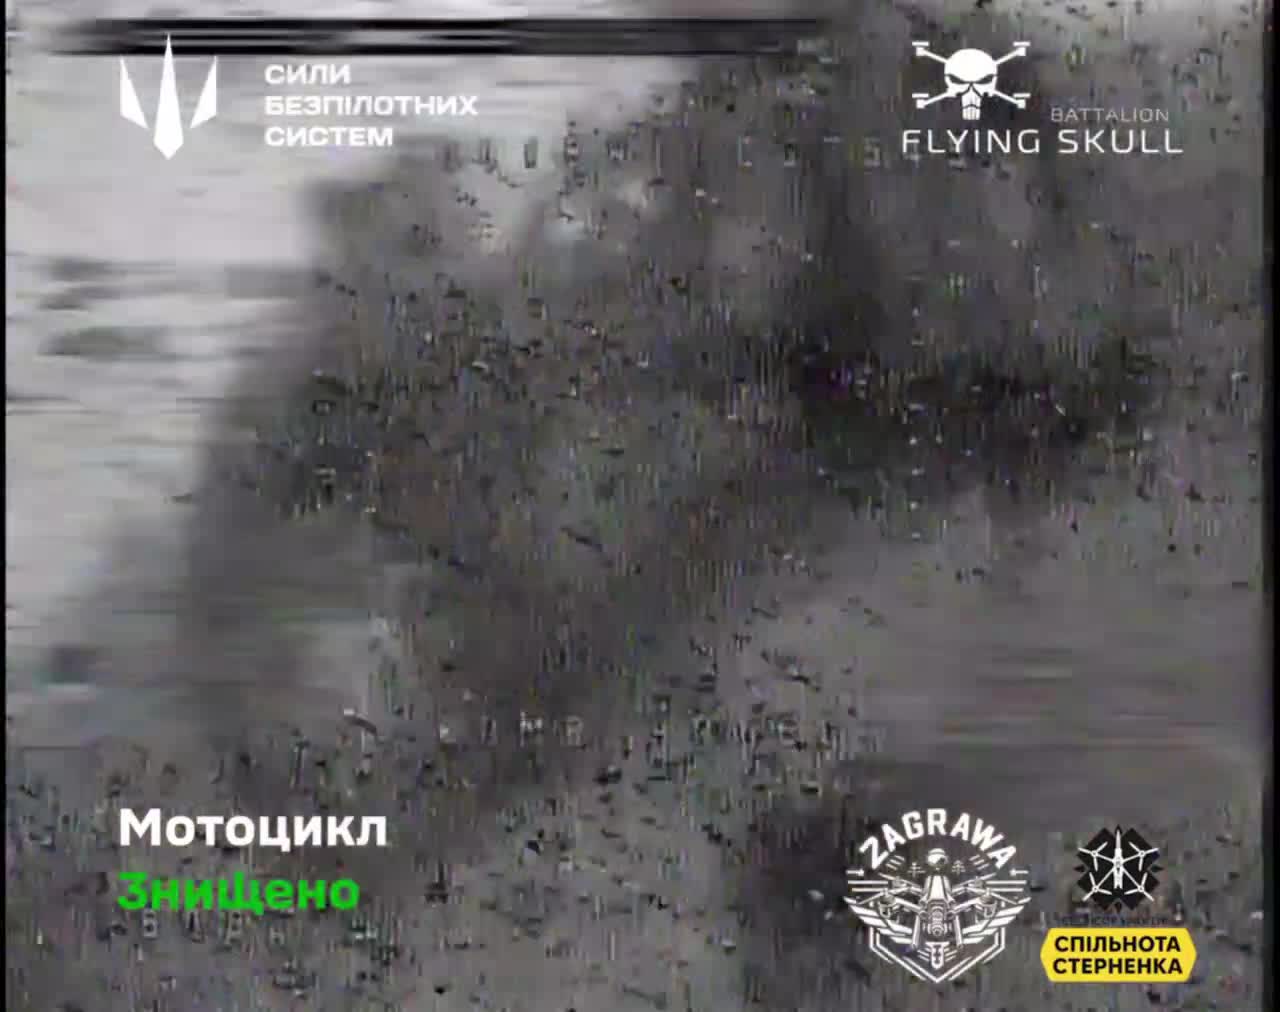 СИЛИ
БЕЗПІЛОТНИХ
СИСТЕМ
BATTALION
FLYING SKULL
Мотоцикл
Знищено
ZAGRAWA
СПІЛЬНОТА
СТЕРНЕНКА